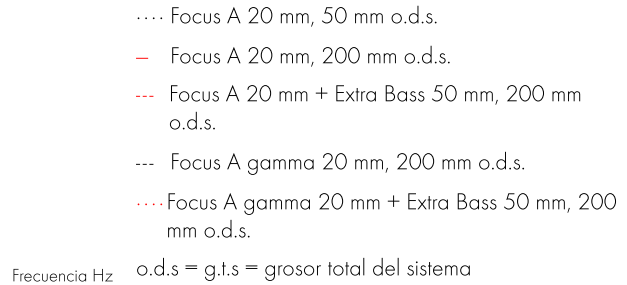 ···· Focus A 20 mm, 50 mm o.d.s.
— Focus A 20 mm, 200 mm o.d.s.
--- Focus A 20 mm + Extra Bass 50 mm, 200 mm
o.d.s.
--- Focus A gamma 20 mm, 200 mm o.d.s.
···· Focus A gamma 20 mm + Extra Bass 50 mm, 200
mm o.d.s.
Frecuencia Hz o.d.s = g.t.s = grosor total del sistema